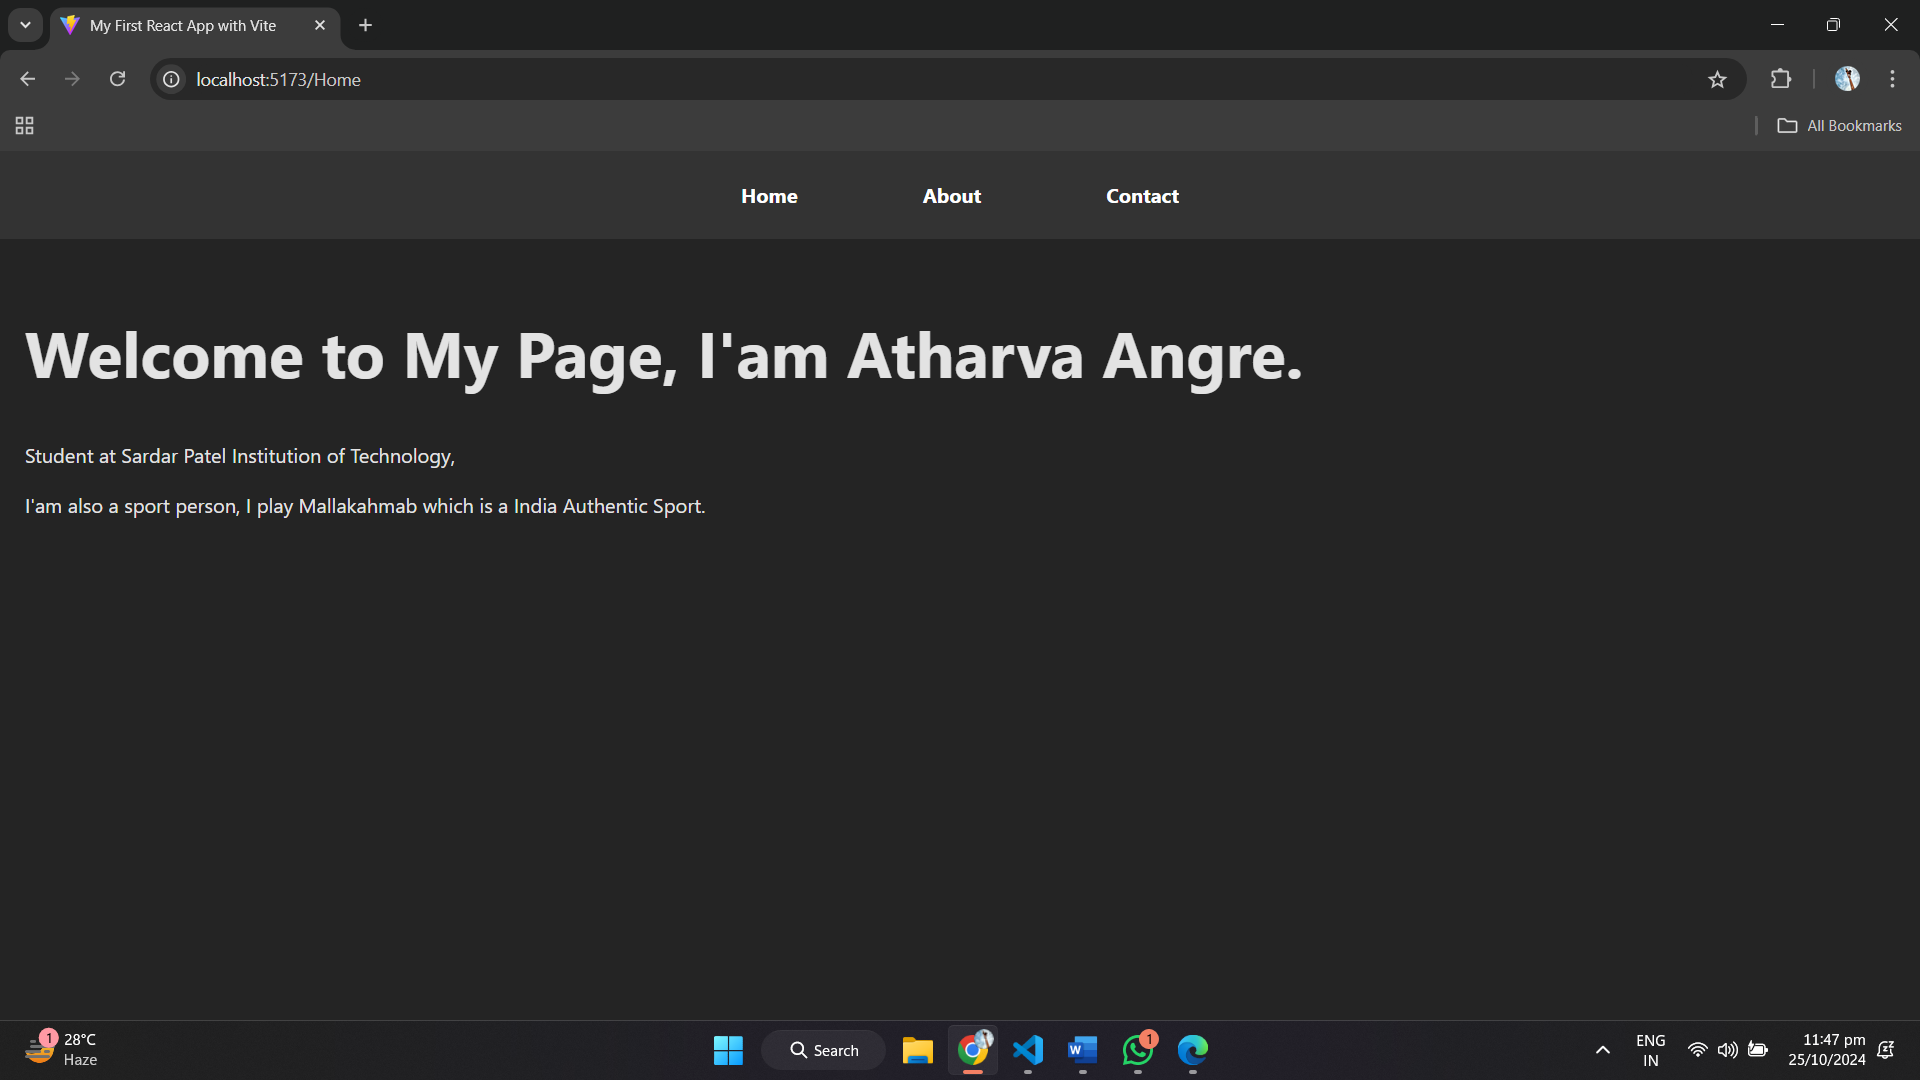 My First React App with Vite
localhost:5173/Home
All Bookmarks
Home About Contact
Welcome to My Page, I'am Atharva Angre.
Student at Sardar Patel Institution of Technology,
I'am also a sport person, I play Mallakahmab which is a India Authentic Sport.
1
28°C
Haze
Search
W
1
ENG
IN
11:47 pm
25/10/2024